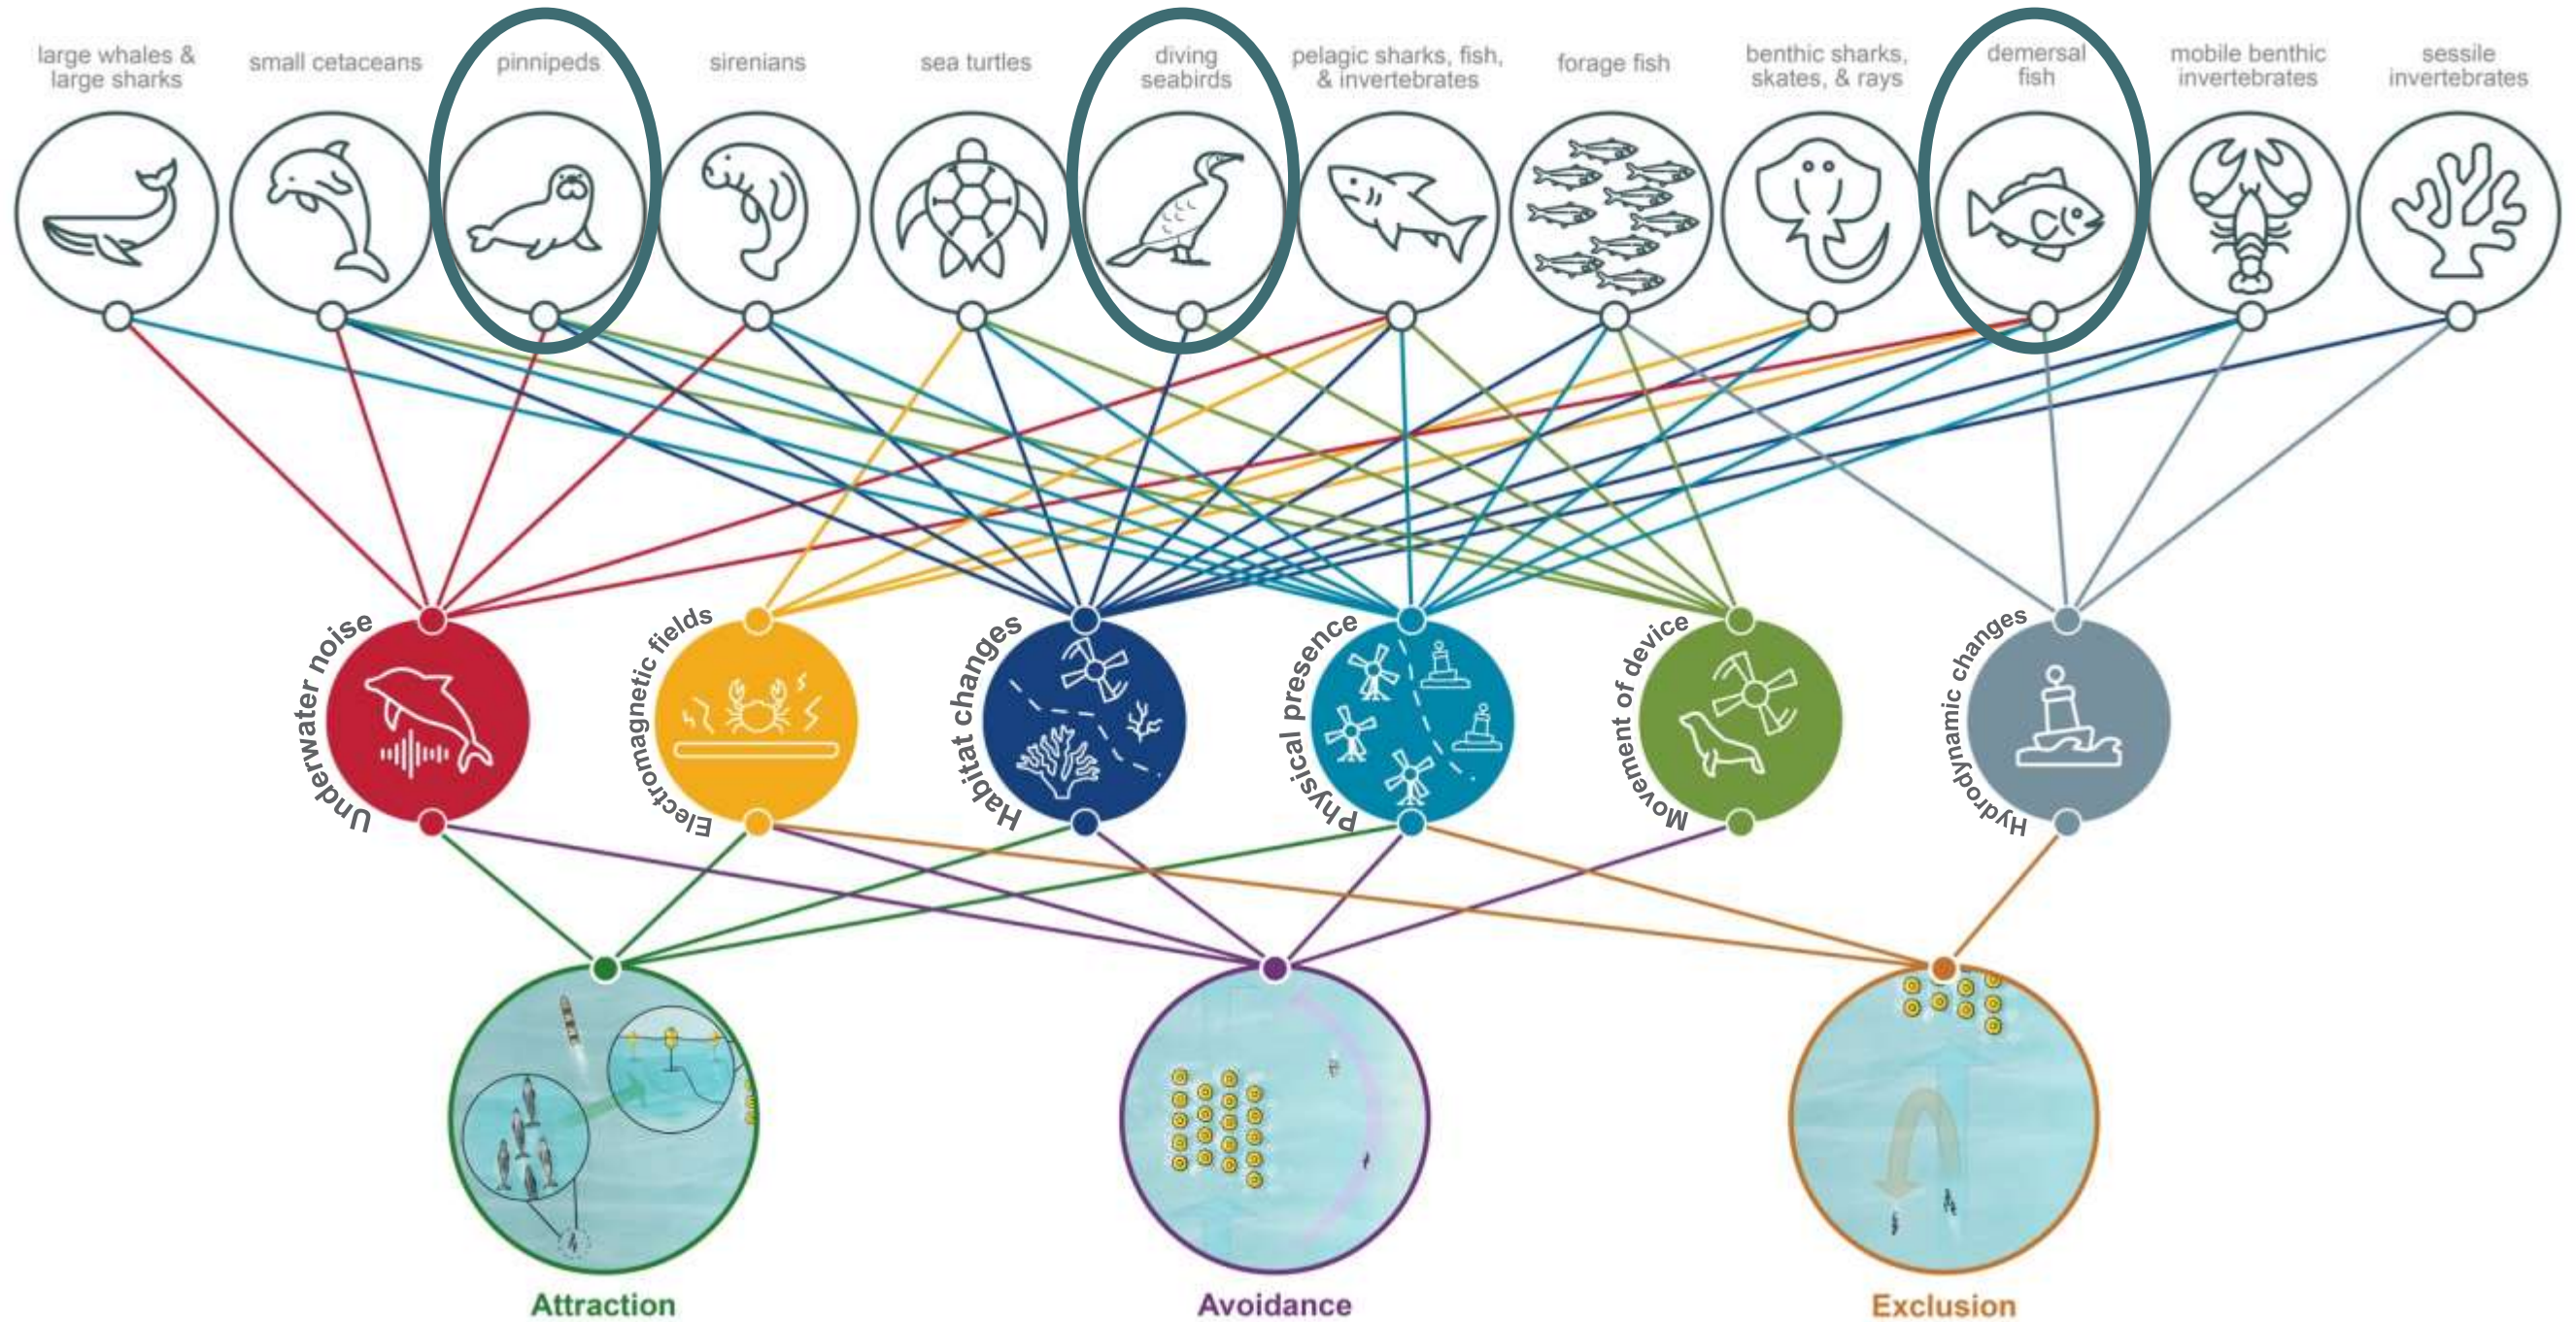 large whales &
large sharks
small cetaceans
pinnipeds
sirenians
sea turtles
diving
seabirds
pelagic sharks, fish,
& invertebrates
forage fish
benthic sharks,
skates, & rays
demersal
fish
mobile benthic
invertebrates
sessile
invertebrates
Underwater noise
Electromagnetic fields
Habitat changes
Physical presence
Movement of device
Hydrodynamic changes
Attraction
Avoidance
Exclusion